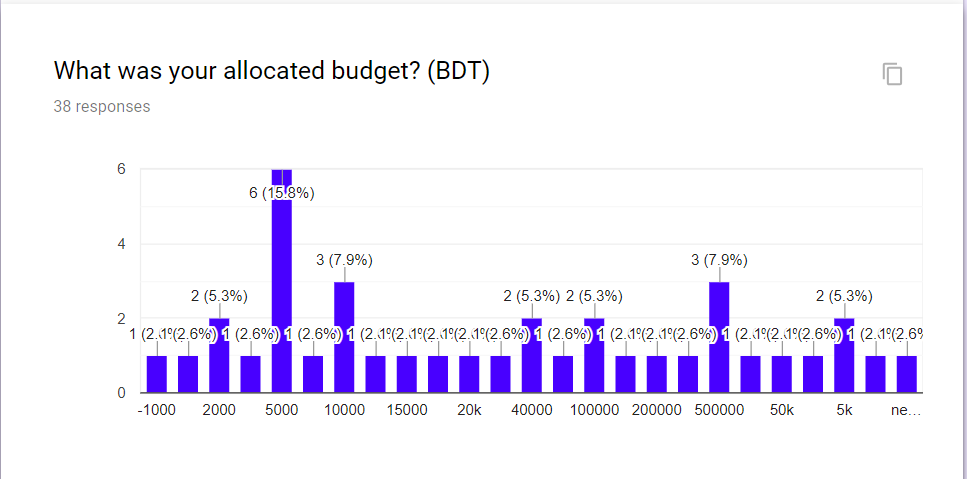 What was your allocated budget? (BDT)
38 responses
6
6 (15.8%)
4
3 (7.9%) 3 (7.9%)
2 (5.3%) 2 (5.3%) 2 (5.3%) 2 (5.3%)
2
0
-1000 2000 5000 10000 15000 20k 40000 100000 200000 500000 50k 5k ne…